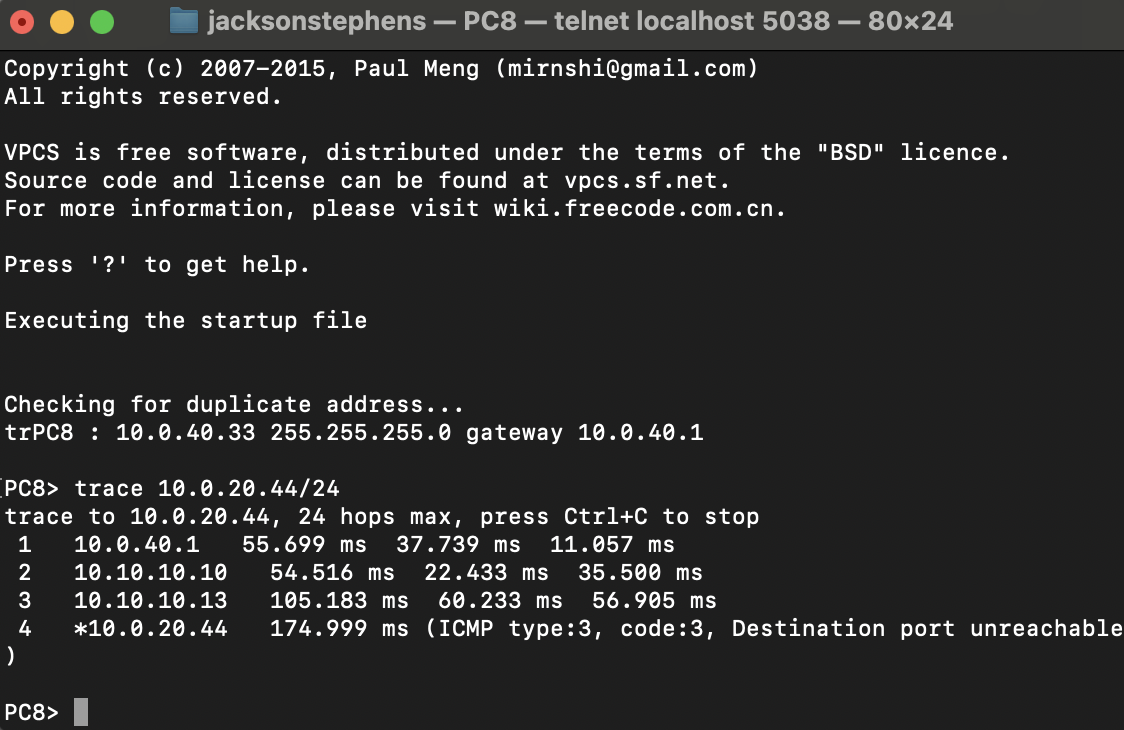 jacksonstephens — PC8 — telnet localhost 5038 — 80×24
Copyright (c) 2007-2015, Paul Meng (mirnshi@gmail.com)
All rights reserved.
VPCS is free software, distributed under the terms of the "BSD" licence.
Source code and license can be found at vpcs.sf.net.
For more information, please visit wiki.freecode.com.cn.
Press '?' to get help.
Executing the startup file
Checking for duplicate address...
trPC8 : 10.0.40.33 255.255.255.0 gateway 10.0.40.1
PC8> trace 10.0.20.44/24
trace to 10.0.20.44, 24 hops max, press Ctrl+C to stop
 1   10.0.40.1   55.699 ms  37.739 ms  11.057 ms
 2   10.10.10.10   54.516 ms  22.433 ms  35.500 ms
 3   10.10.10.13   105.183 ms  60.233 ms  56.905 ms
 4   *10.0.20.44   174.999 ms (ICMP type:3, code:3, Destination port unreachable
)
PC8>